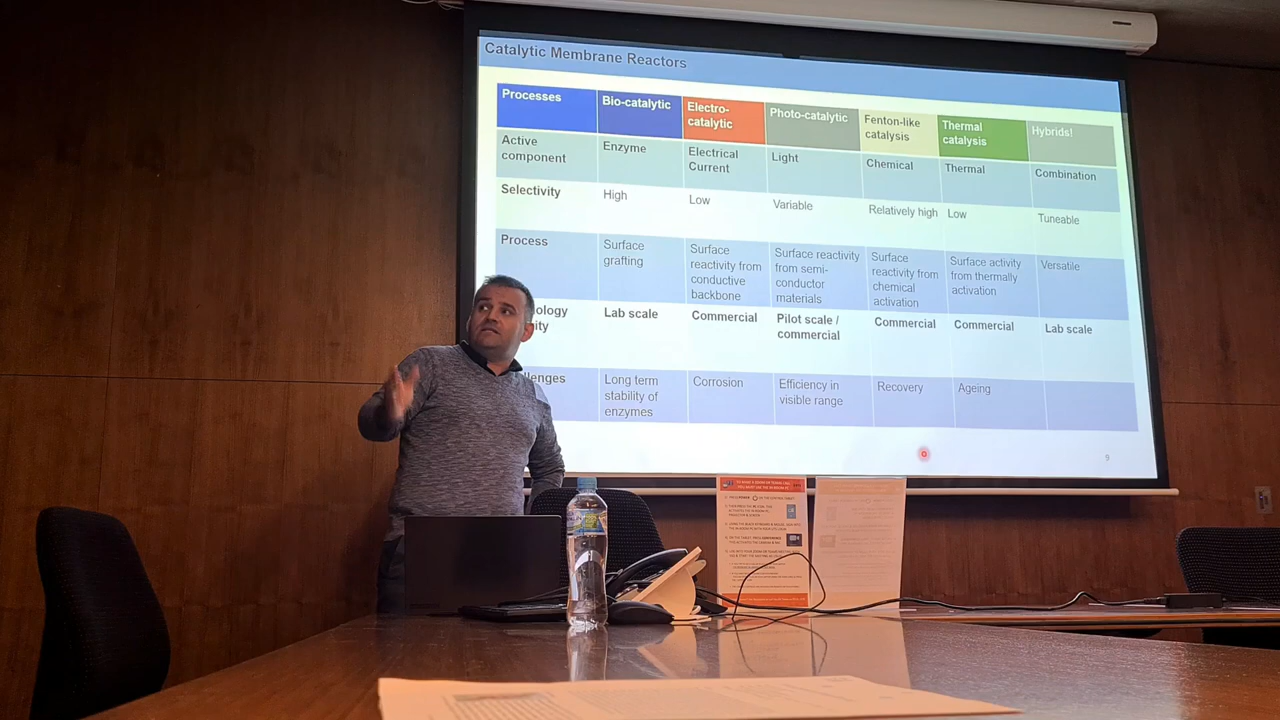 Catalytic Membrane Reactors
Processes
Bio-catalytic
Electro-
catalytic
Photo-catalytic
Fenton-like
catalysis
Thermal
catalysis
Hybrids!
Active
component
Enzyme
Electrical
Current
Light
Chemical
Thermal
Combination
Selectivity
High
Low
Variable
Relatively high
Low
Tuneable
Process
Surface
grafting
Surface
reactivity from
conductive
backbone
Surface reactivity
from semi-
conductor
materials
Surface
reactivity from
chemical
activation
Surface activity
from thermally
activation
Versatile
ology
ity
Lab scale
Commercial
Pilot scale /
commercial
Commercial
Commercial
Lab scale
lenges
Long term
stability of
enzymes
Corrosion
Efficiency in
visible range
Recovery
Ageing
9